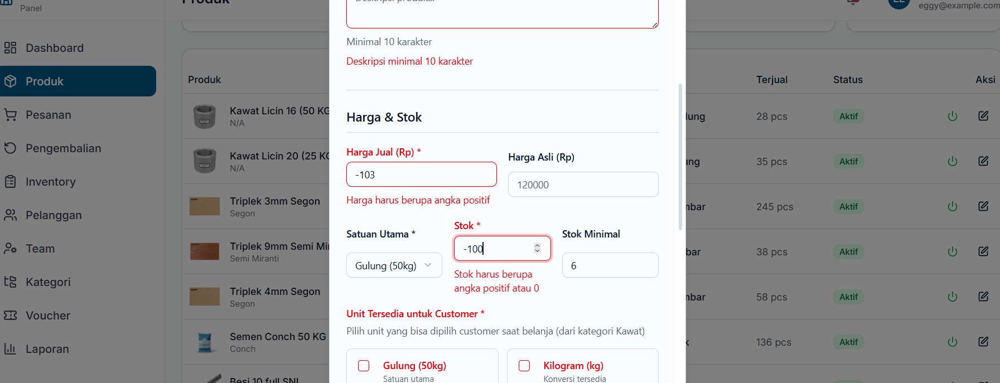 Panel
Produk
eggy@example.com
Dashboard
Produk
Pesanan
Pengembalian
Inventory
Pelanggan
Team
Kategori
Voucher
Laporan
Produk
Terjual
Status
Aksi
Kawat Licin 16 (50 KG
N/A
28 pcs
Aktif
Kawat Licin 20 (25 KG
N/A
35 pcs
Aktif
Triplek 3mm Segon
Segon
245 pcs
Aktif
Triplek 9mm Semi Mi
Semi Miranti
38 pcs
Aktif
Triplek 4mm Segon
Segon
58 pcs
Aktif
Semen Conch 50 KG
Conch
136 pcs
Aktif
Besi 10 full SNI
Deskripsi produk...
Minimal 10 karakter
Deskripsi minimal 10 karakter
Harga & Stok
Harga Jual (Rp) *
-103
Harga harus berupa angka positif
Harga Asli (Rp)
120000
Satuan Utama *
Gulung (50kg)
Stok *
-100
Stok harus berupa
angka positif atau 0
Stok Minimal
6
Unit Tersedia untuk Customer *
Pilih unit yang bisa dipilih customer saat belanja (dari kategori Kawat)
Gulung (50kg)
Satuan utama
Kilogram (kg)
Konversi tersedia